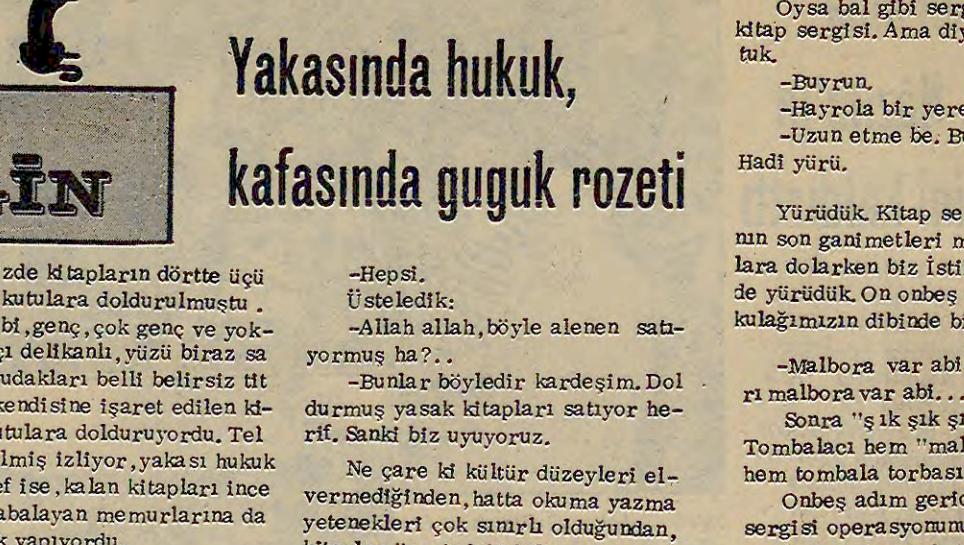 Yakasında hukuk,
kafasında guguk rozeti
LİN
zde kitapların dörtte üçü
kutulara doldurulmuştu .
bi,genç,çok genç ve yok-
çı delikanlı,yüzü biraz sa
udakları belli belirsiz tit
kendisine işaret edilen ki-
utulara dolduruyordu. Tel
lmiş izliyor,yakası hukuk
ef ise,kalan kitapları ince
abalayan memurlarına da
k yapıyordu
-Hepsi.
Üsteledik:
-Allah allah,böyle alenen satı-
yormuş ha?..
-Bunlar böyledir kardeşim. Dol
durmuş yasak kitapları satıyor he-
rif. Sanki biz uyuyoruz.
Ne çare ki kültür düzeyleri el-
vermediğinden,hatta okuma yazma
yetenekleri çok sınırlı olduğundan,
Oysa bal gibi serg
kitap sergisi. Ama diy
tuk.
-Buyrun.
-Hayrola bir yere
-Uzun etme be. Bu
Hadi yürü.
Yürüdük. Kitap se
nın son ganimetleri m
lara dolarken biz İsti
de yürüdük. On onbeş
kulağımızın dibinde bi
-Malbora var abi
rı malbora var abi...
Sonra "şık şık şı
Tombalacı hem "mal
hem tombala torbası
Onbeş adım gerid
sergisi operasyonunu